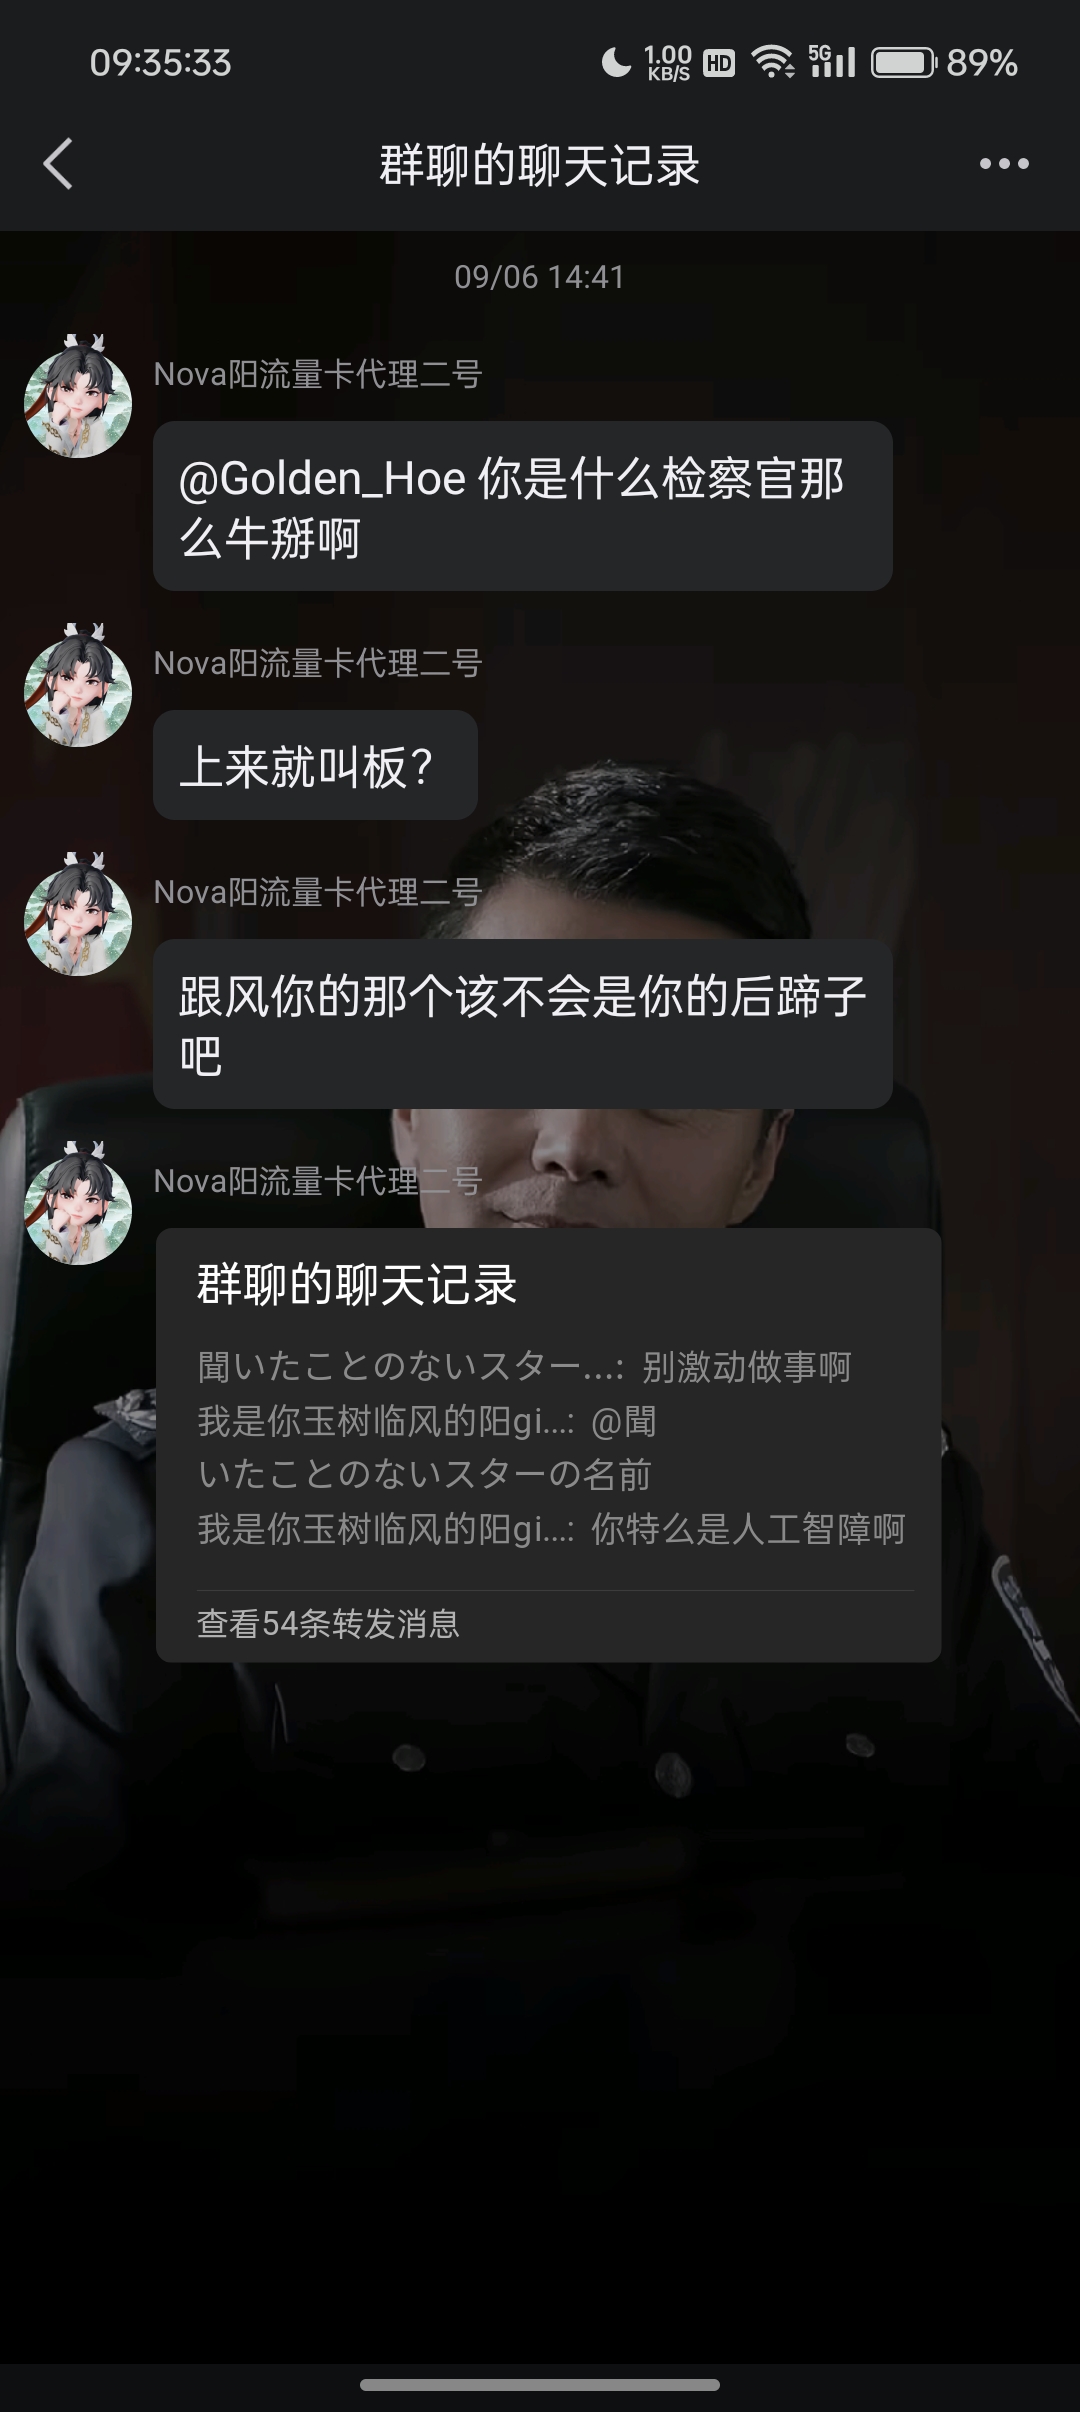 09:35:33
1.00
KB/S
HD
5G
89%
群聊的聊天记录
09/06 14:41
Nova阳流量卡代理二号
@Golden_Hoe 你是什么检察官那
么牛掰啊
Nova阳流量卡代理二号
上来就叫板？
Nova阳流量卡代理二号
跟风你的那个该不会是你的后蹄子
吧
Nova阳流量卡代理二号
群聊的聊天记录
聞いたことのないスター...: 别激动做事啊
我是你玉树临风的阳gi...: @聞
いたことのないスターの名前
我是你玉树临风的阳gi...: 你特么是人工智障啊
查看54条转发消息